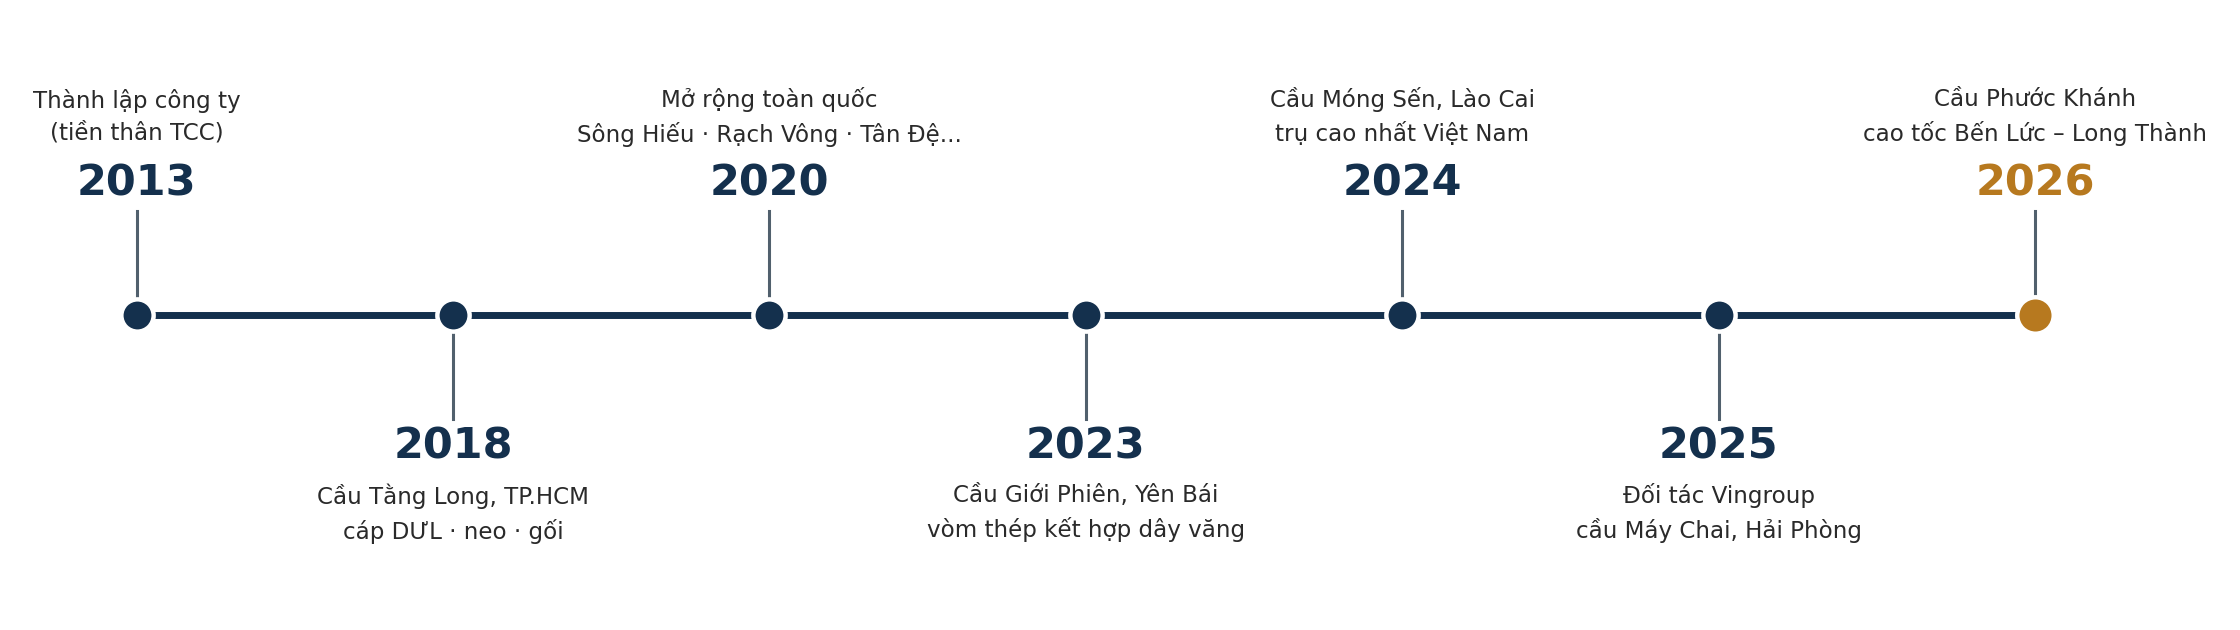 Thành lập công ty
(tiền thân TCC)
2013
2018
Cầu Tằng Long, TP.HCM
cáp DƯL · neo · gối
Mở rộng toàn quốc
Sông Hiếu · Rạch Vông · Tân Đệ...
2020
2023
Cầu Giới Phiên, Yên Bái
vòm thép kết hợp dây văng
Cầu Móng Sến, Lào Cai
trụ cao nhất Việt Nam
2024
2025
Đối tác Vingroup
cầu Máy Chai, Hải Phòng
Cầu Phước Khánh
cao tốc Bến Lức – Long Thành
2026